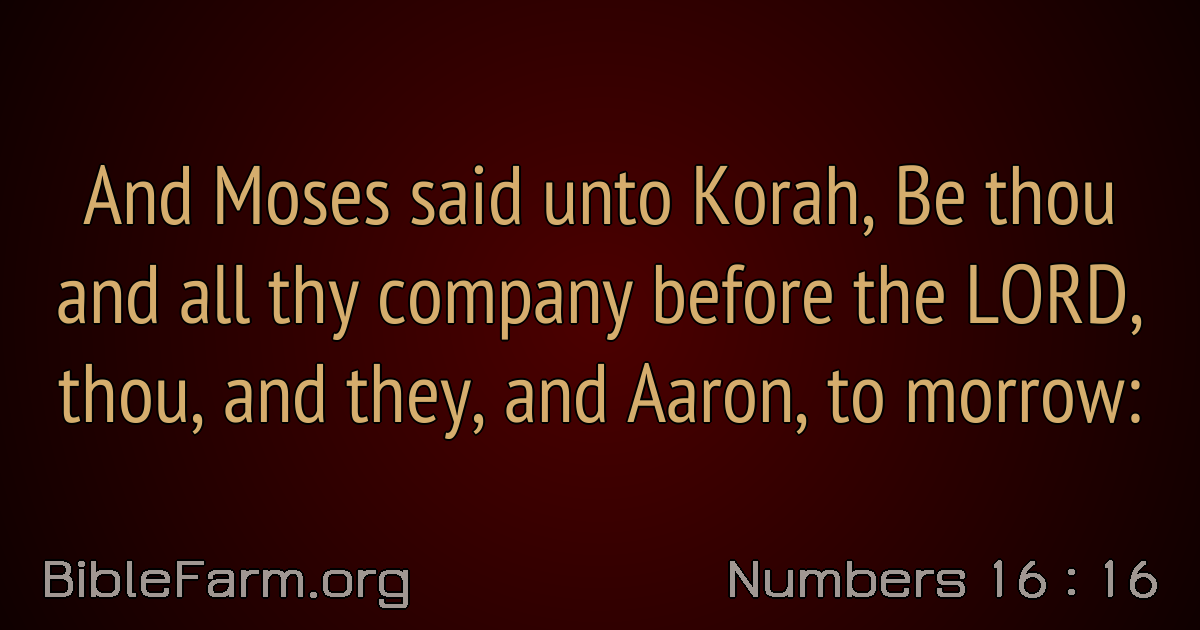 And Moses said unto Korah, Be thou
and all thy company before the LORD,
thou, and they, and Aaron, to morrow:
BibleFarm.org
Numbers 16 : 16